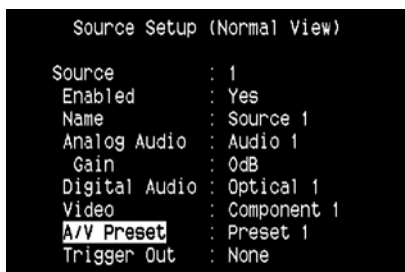 Source Setup (Normal View)
Source : 1
Enabled : Yes
Name : Source 1
Analog Audio : Audio 1
Gain : 0dB
Digital Audio : Optical 1
Video : Component 1
A/V Preset : Preset 1
Trigger Out : None